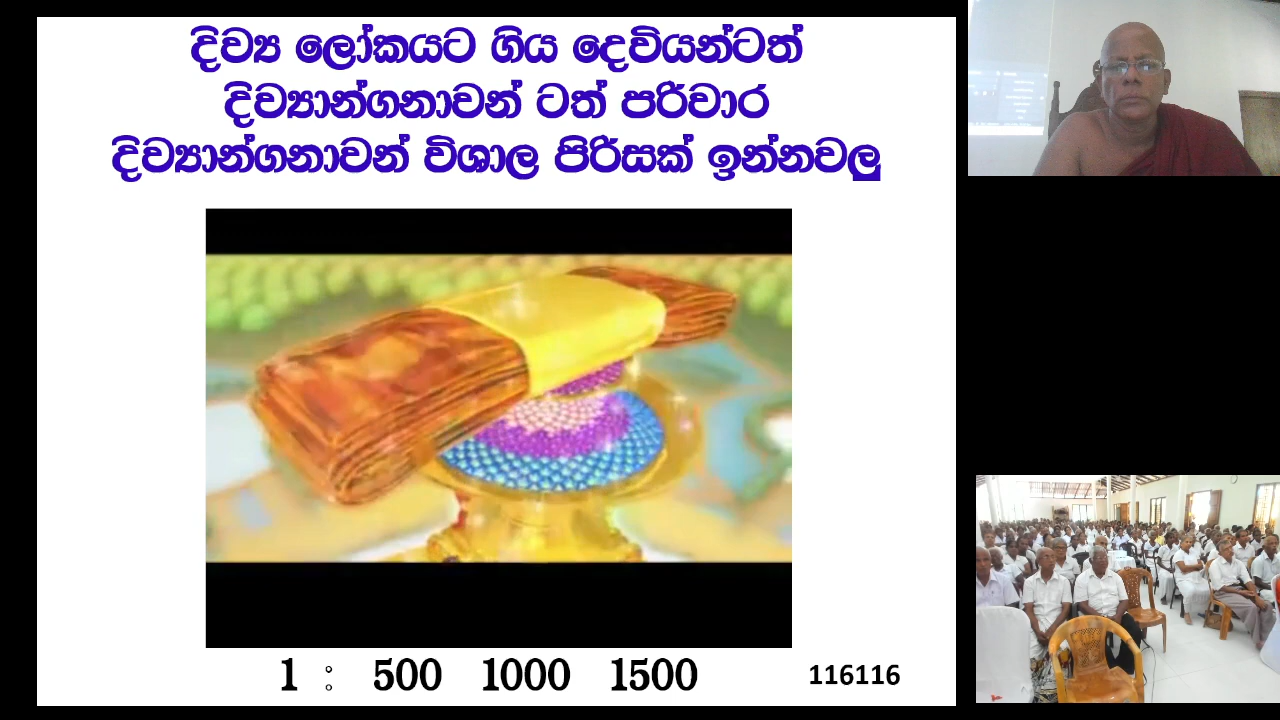 දිව්‍ය ලෝකයට ගිය දෙවියන්ටත්
දිව්‍යාන්ගනාවන් ටත් පරිවාර
දිව්‍යාන්ගනාවන් විශාල පිරිසක් ඉන්නවලු
1 : 500 1000 1500
116116